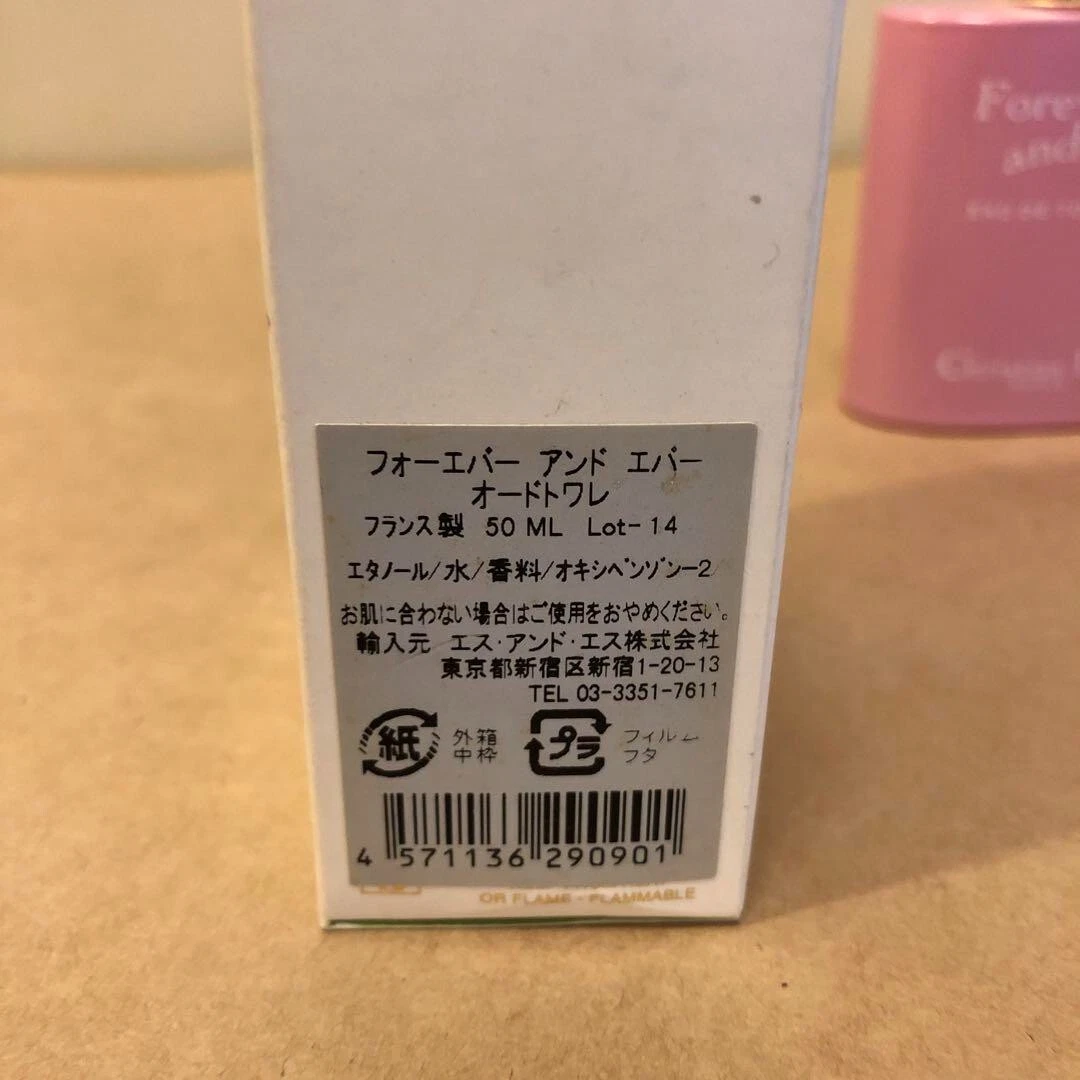 フォーエバー アンド エバー
オードトワレ
フランス製 50 ML Lot-14
エタノール/水/香料/オキシベンゾン-2
お肌に合わない場合はご使用をおやめください。
輸入元 エス・アンド・エス株式会社
東京都新宿区新宿1-20-13
TEL 03-3351-7611
紙 外箱
中枠
プラ フィルム
フタ
4 571136 290901
OR FLAME - FLAMMABLE
and